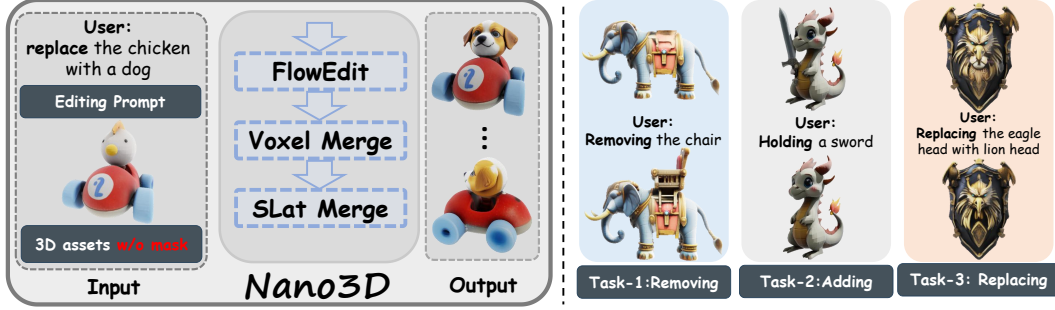 User:
replace the chicken
with a dog
Editing Prompt
3D assets w/o mask
Input
FlowEdit
Voxel Merge
SLat Merge
Nano3D
Output
User:
Removing the chair
Task-1:Removing
User:
Holding a sword
Task-2:Adding
User:
Replacing the eagle
head with lion head
Task-3: Replacing